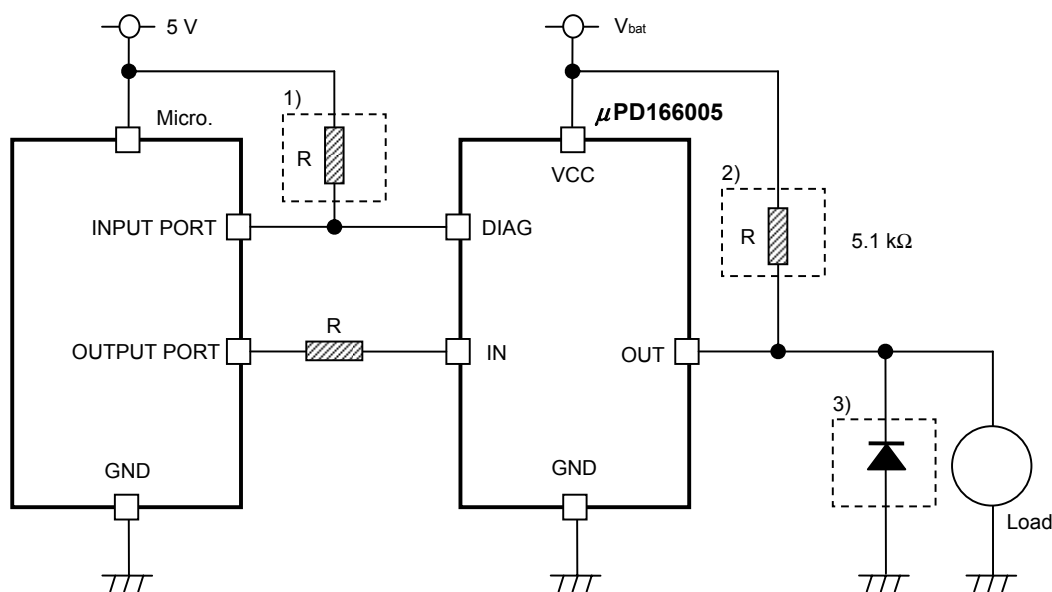 5 V
Vbat
1)
Micro.
μPD166005
R
VCC
2)
INPUT PORT
DIAG
R
5.1 kΩ
R
OUTPUT PORT
IN
OUT
3)
GND
GND
Load